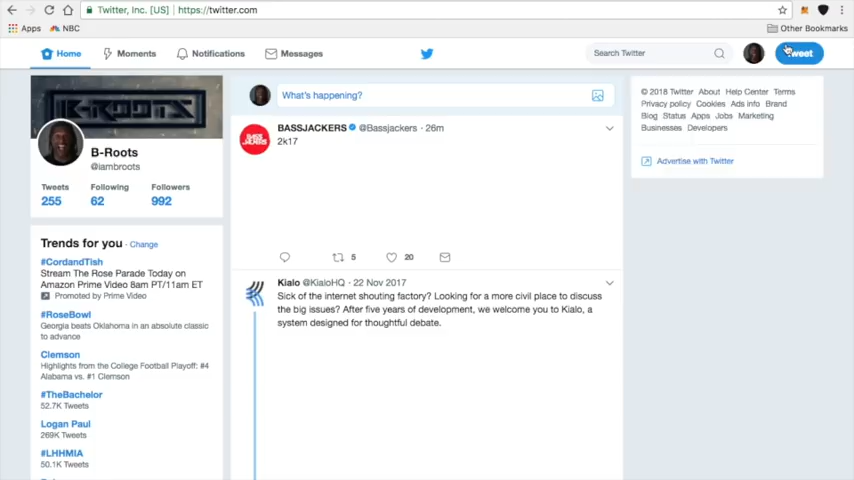 Twitter, Inc. [US] https://twitter.com
Apps NBC Other Bookmarks
Home Moments Notifications Messages Search Twitter Tweet
B-ROOTS
B-Roots
@iambroots
Tweets Following Followers
255 62 992
Trends for you · Change
#CordandTish
Stream The Rose Parade Today on
Amazon Prime Video 8am PT/11am ET
Promoted by Prime Video
#RoseBowl
Georgia beats Oklahoma in an absolute classic
to advance
Clemson
Highlights from the College Football Playoff: #4
Alabama vs. #1 Clemson
#TheBachelor
52.7K Tweets
Logan Paul
269K Tweets
#LHHMIA
50.1K Tweets
What's happening?
BASS JACKERS
BASSJACKERS @Bassjackers · 26m
2k17
5 20
Kialo @KialoHQ · 22 Nov 2017
Sick of the internet shouting factory? Looking for a more civil place to discuss
the big issues? After five years of development, we welcome you to Kialo, a
system designed for thoughtful debate.
© 2018 Twitter About Help Center Terms
Privacy policy Cookies Ads info Brand
Blog Status Apps Jobs Marketing
Businesses Developers
Advertise with Twitter